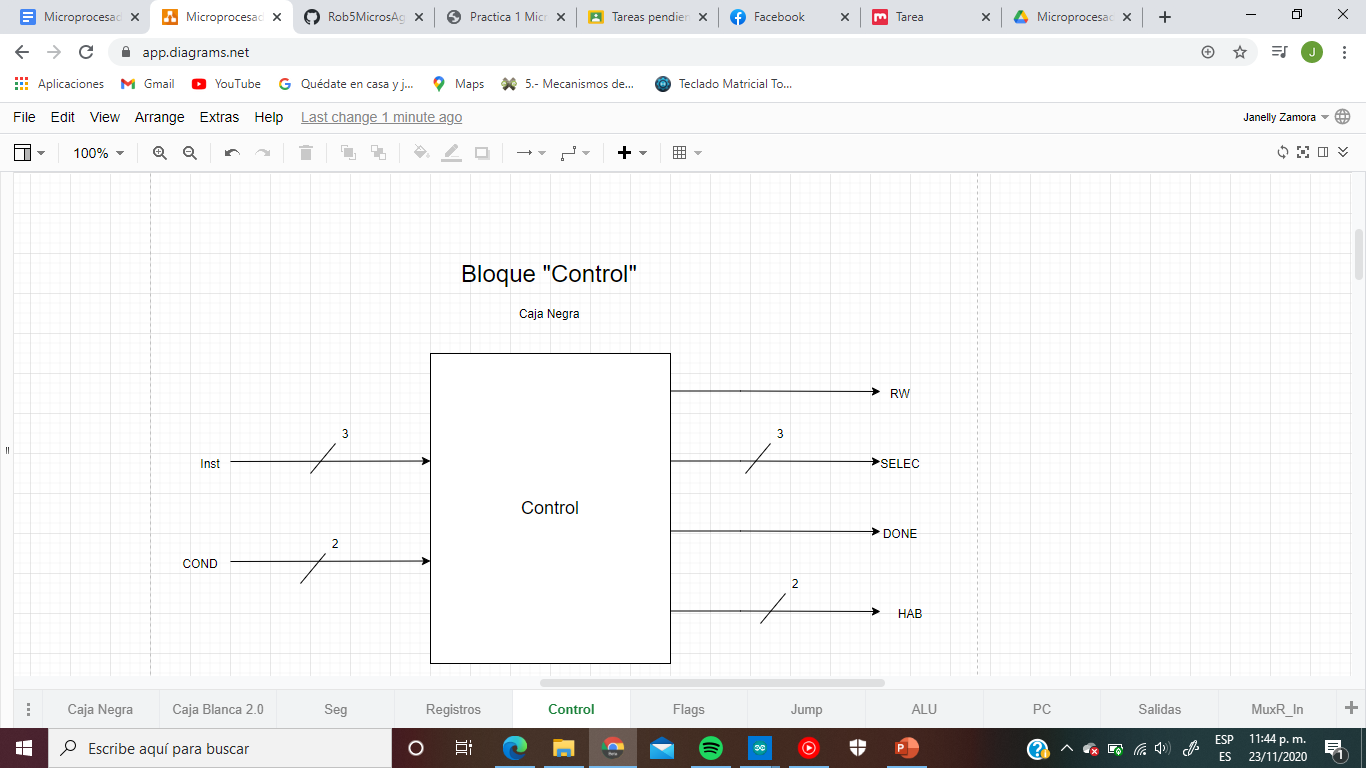 Microprocesad
Microprocesad
Rob5MicrosAg
Practica 1 Micr
Tareas pendien
Facebook
Tarea
Microprocesad
app.diagrams.net
J
Aplicaciones
Gmail
YouTube
Quédate en casa y j...
Maps
5.- Mecanismos de...
Teclado Matricial To...
File Edit View Arrange Extras Help Last change 1 minute ago
Janelly Zamora
100%
Bloque "Control"
Caja Negra
RW
3
3
Inst
SELEC
Control
DONE
2
COND
2
HAB
Caja Negra
Caja Blanca 2.0
Seg
Registros
Control
Flags
Jump
ALU
PC
Salidas
MuxR_In
Escribe aquí para buscar
ESP
ES
11:44 p. m.
23/11/2020
1